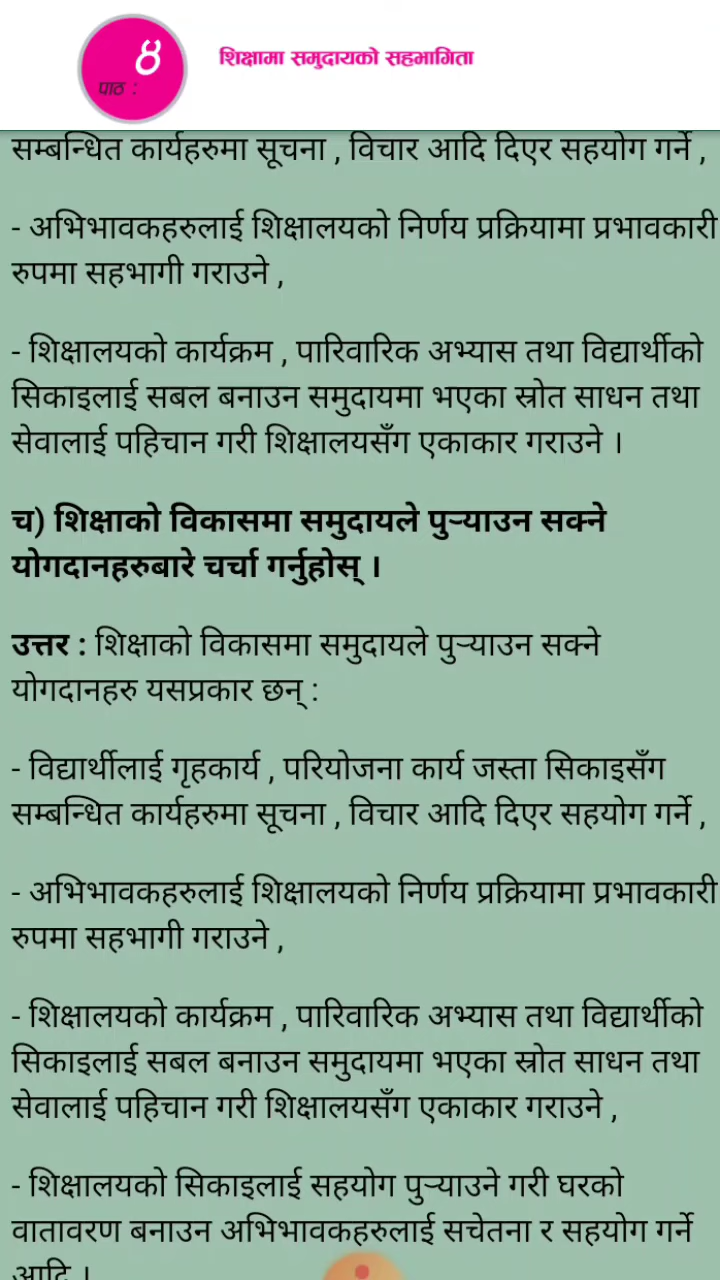 ४
पाठ :
शिक्षामा समुदायको सहभागिता
सम्बन्धित कार्यहरुमा सूचना , विचार आदि दिएर सहयोग गर्ने ,
- अभिभावकहरुलाई शिक्षालयको निर्णय प्रक्रियामा प्रभावकारी
रुपमा सहभागी गराउने ,
- शिक्षालयको कार्यक्रम , पारिवारिक अभ्यास तथा विद्यार्थीको
सिकाइलाई सबल बनाउन समुदायमा भएका स्रोत साधन तथा
सेवालाई पहिचान गरी शिक्षालयसँग एकाकार गराउने ।
च) शिक्षाको विकासमा समुदायले पुर्‍याउन सक्ने
योगदानहरुबारे चर्चा गर्नुहोस् ।
उत्तर : शिक्षाको विकासमा समुदायले पुर्‍याउन सक्ने
योगदानहरु यसप्रकार छन् :
- विद्यार्थीलाई गृहकार्य , परियोजना कार्य जस्ता सिकाइसँग
सम्बन्धित कार्यहरुमा सूचना , विचार आदि दिएर सहयोग गर्ने ,
- अभिभावकहरुलाई शिक्षालयको निर्णय प्रक्रियामा प्रभावकारी
रुपमा सहभागी गराउने ,
- शिक्षालयको कार्यक्रम , पारिवारिक अभ्यास तथा विद्यार्थीको
सिकाइलाई सबल बनाउन समुदायमा भएका स्रोत साधन तथा
सेवालाई पहिचान गरी शिक्षालयसँग एकाकार गराउने ,
- शिक्षालयको सिकाइलाई सहयोग पुर्‍याउने गरी घरको
वातावरण बनाउन अभिभावकहरुलाई सचेतना र सहयोग गर्ने
आदि ।